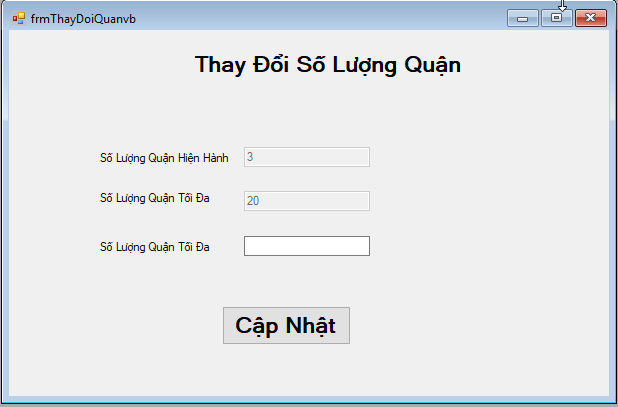 frmThayDoiQuanvb
Thay Đổi Số Lượng Quận
Số Lượng Quận Hiện Hành 3
Số Lượng Quận Tối Đa 20
Số Lượng Quận Tối Đa
Cập Nhật